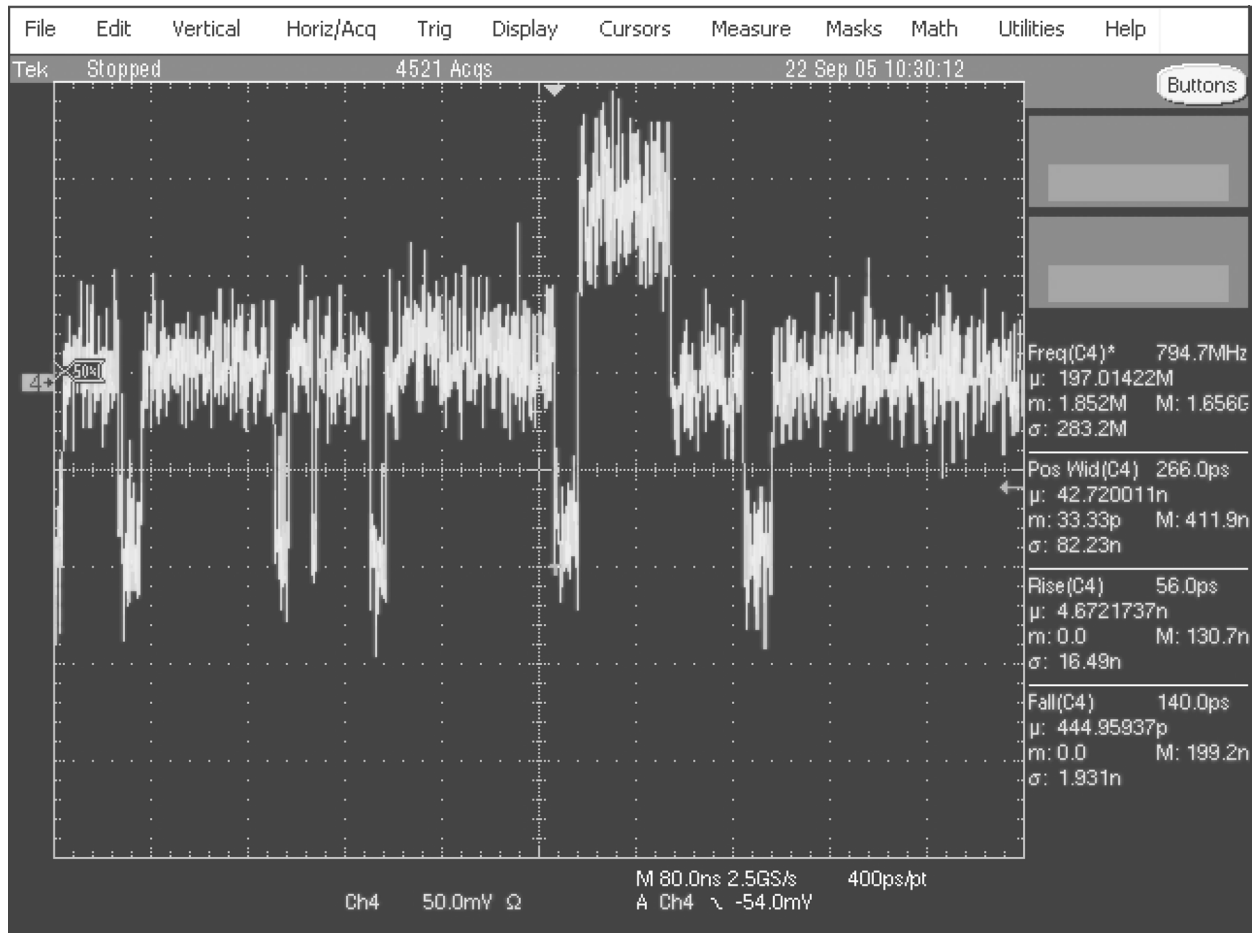 File Edit Vertical Horiz/Acq Trig Display Cursors Measure Masks Math Utilities Help
Tek Stopped 4521 Acqs 22 Sep 05 10:30:12
Buttons
50%
4
Freq(C4)* 794.7MHz
µ: 197.01422M
m: 1.852M M: 1.656G
σ: 283.2M
Pos Wid(C4) 266.0ps
µ: 42.720011n
m: 33.33p M: 411.9n
σ: 82.23n
Rise(C4) 56.0ps
µ: 4.6721737n
m: 0.0 M: 130.7n
σ: 16.49n
Fall(C4) 140.0ps
µ: 444.95937p
m: 0.0 M: 199.2n
σ: 1.931n
M 80.0ns 2.5GS/s 400ps/pt
Ch4 50.0mV Ω A Ch4 -54.0mV